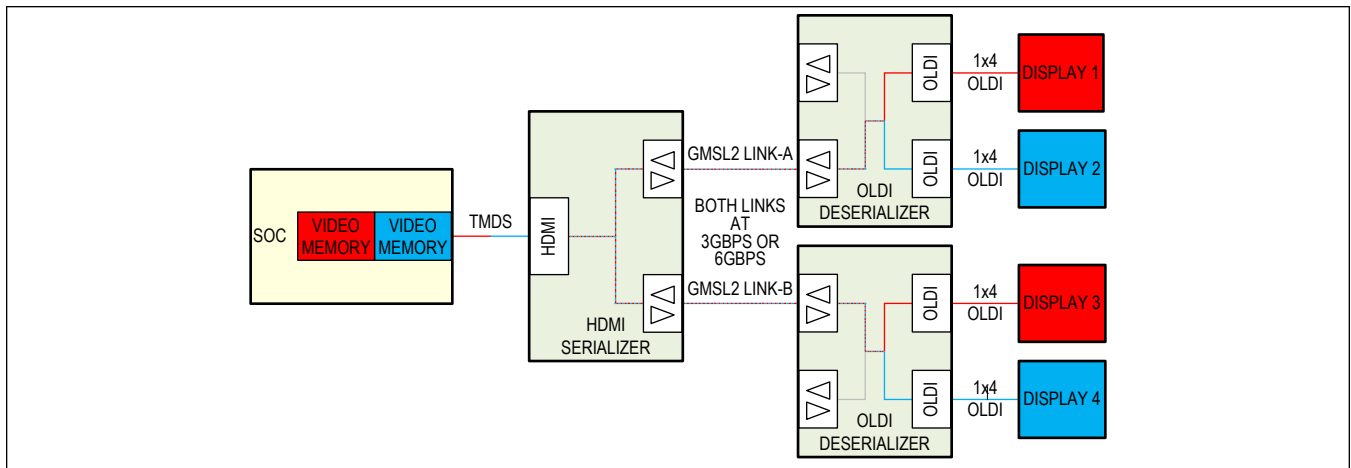 SOC
VIDEO
MEMORY
VIDEO
MEMORY
TMDS
HDMI
HDMI
SERIALIZER
GMSL2 LINK-A
BOTH LINKS
AT
3GBPS OR
6GBPS
GMSL2 LINK-B
OLDI
OLDI
OLDI
DESERIALIZER
1x4
OLDI
DISPLAY 1
1x4
OLDI
DISPLAY 2
OLDI
OLDI
OLDI
DESERIALIZER
1x4
OLDI
DISPLAY 3
1x4
OLDI
DISPLAY 4